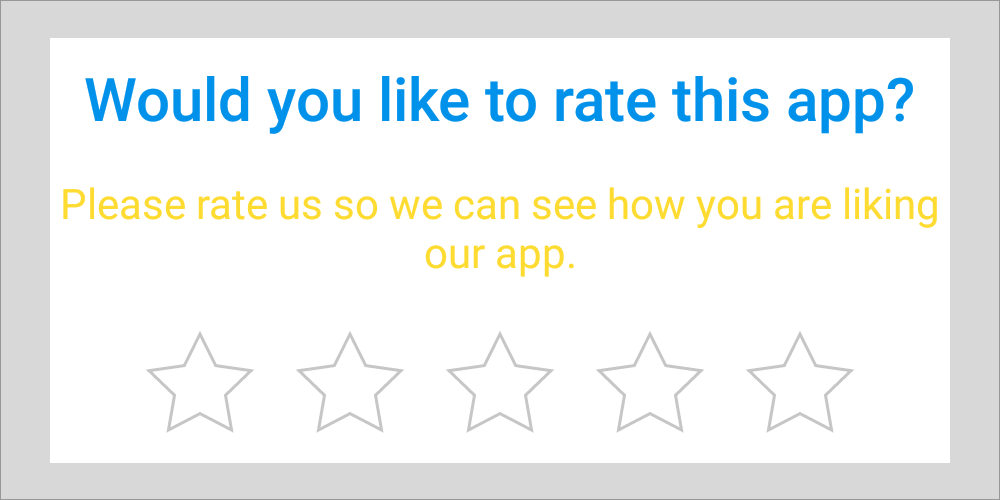 Would you like to rate this app?
Please rate us so we can see how you are liking
our app.